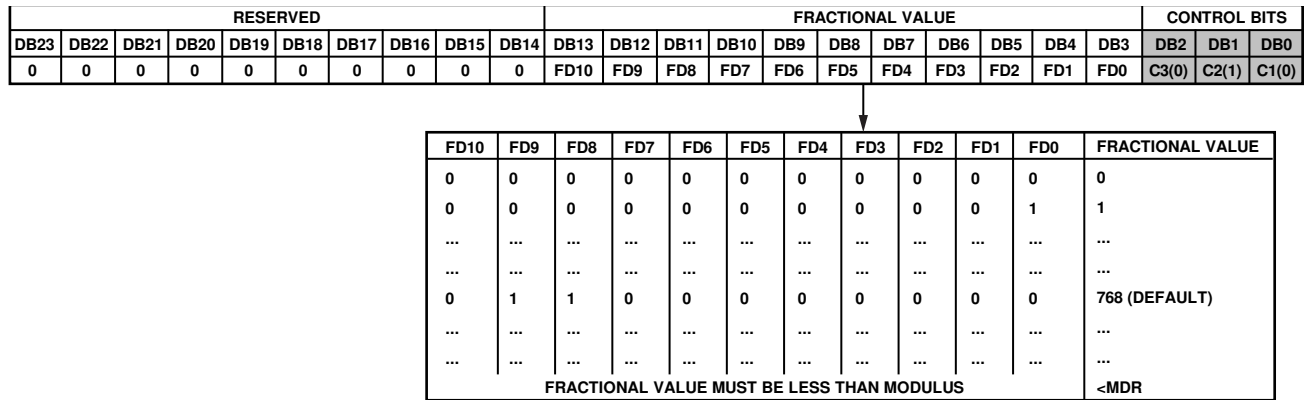 RESERVED FRACTIONAL VALUE CONTROL BITS
DB23 DB22 DB21 DB20 DB19 DB18 DB17 DB16 DB15 DB14 DB13 DB12 DB11 DB10 DB9 DB8 DB7 DB6 DB5 DB4 DB3 DB2 DB1 DB0
0 0 0 0 0 0 0 0 0 0 FD10 FD9 FD8 FD7 FD6 FD5 FD4 FD3 FD2 FD1 FD0 C3(0) C2(1) C1(0)
FD10 FD9 FD8 FD7 FD6 FD5 FD4 FD3 FD2 FD1 FD0 FRACTIONAL VALUE
0 0 0 0 0 0 0 0 0 0 0 0
0 0 0 0 0 0 0 0 0 0 1 1
... ... ... ... ... ... ... ... ... ... ... ...
... ... ... ... ... ... ... ... ... ... ... ...
0 1 1 0 0 0 0 0 0 0 0 768 (DEFAULT)
... ... ... ... ... ... ... ... ... ... ... ...
... ... ... ... ... ... ... ... ... ... ... ...
FRACTIONAL VALUE MUST BE LESS THAN MODULUS <MDR